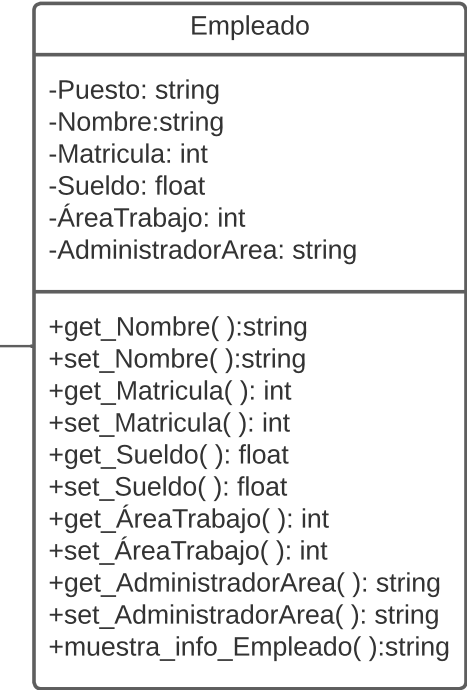 Empleado
-Puesto: string
-Nombre:string
-Matricula: int
-Sueldo: float
-ÁreaTrabajo: int
-AdministradorArea: string
+get_Nombre( ):string
+set_Nombre( ):string
+get_Matricula( ): int
+set_Matricula( ): int
+get_Sueldo( ): float
+set_Sueldo( ): float
+get_ÁreaTrabajo( ): int
+set_ÁreaTrabajo( ): int
+get_AdministradorArea( ): string
+set_AdministradorArea( ): string
+muestra_info_Empleado( ):string